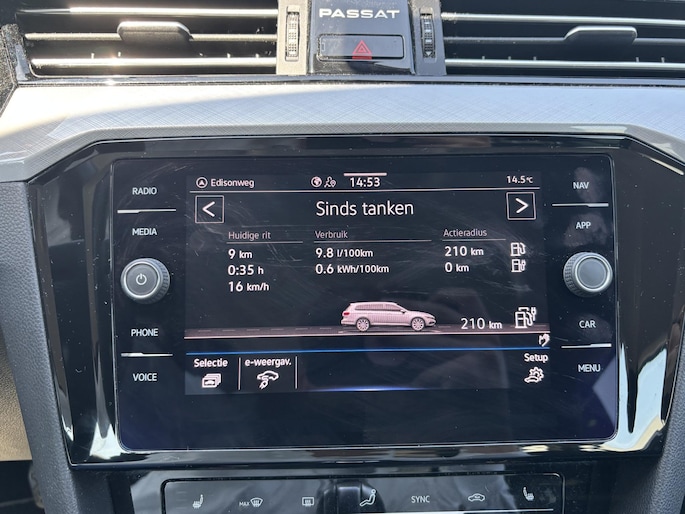 PASSAT
RADIO
MEDIA
PHONE
VOICE
Edisonweg
14:53
14.5°C
Sinds tanken
Huidige rit
Verbruik
Actieradius
9 km
9.8 l/100km
210 km
0:35 h
0.6 kWh/100km
0 km
16 km/h
210 km
Selectie
e-weergav.
Setup
NAV
APP
CAR
MENU
MAX
SYNC